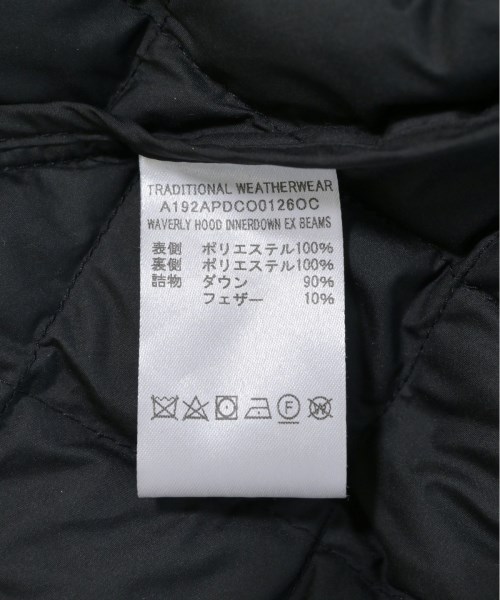 TRADITIONAL WEATHERWEAR
A192APDCO0126OC
WAVERLY HOOD INNERDOWN EX BEAMS
表側 ポリエステル100%
裏側 ポリエステル100%
詰物 ダウン 90%
フェザー 10%
F W